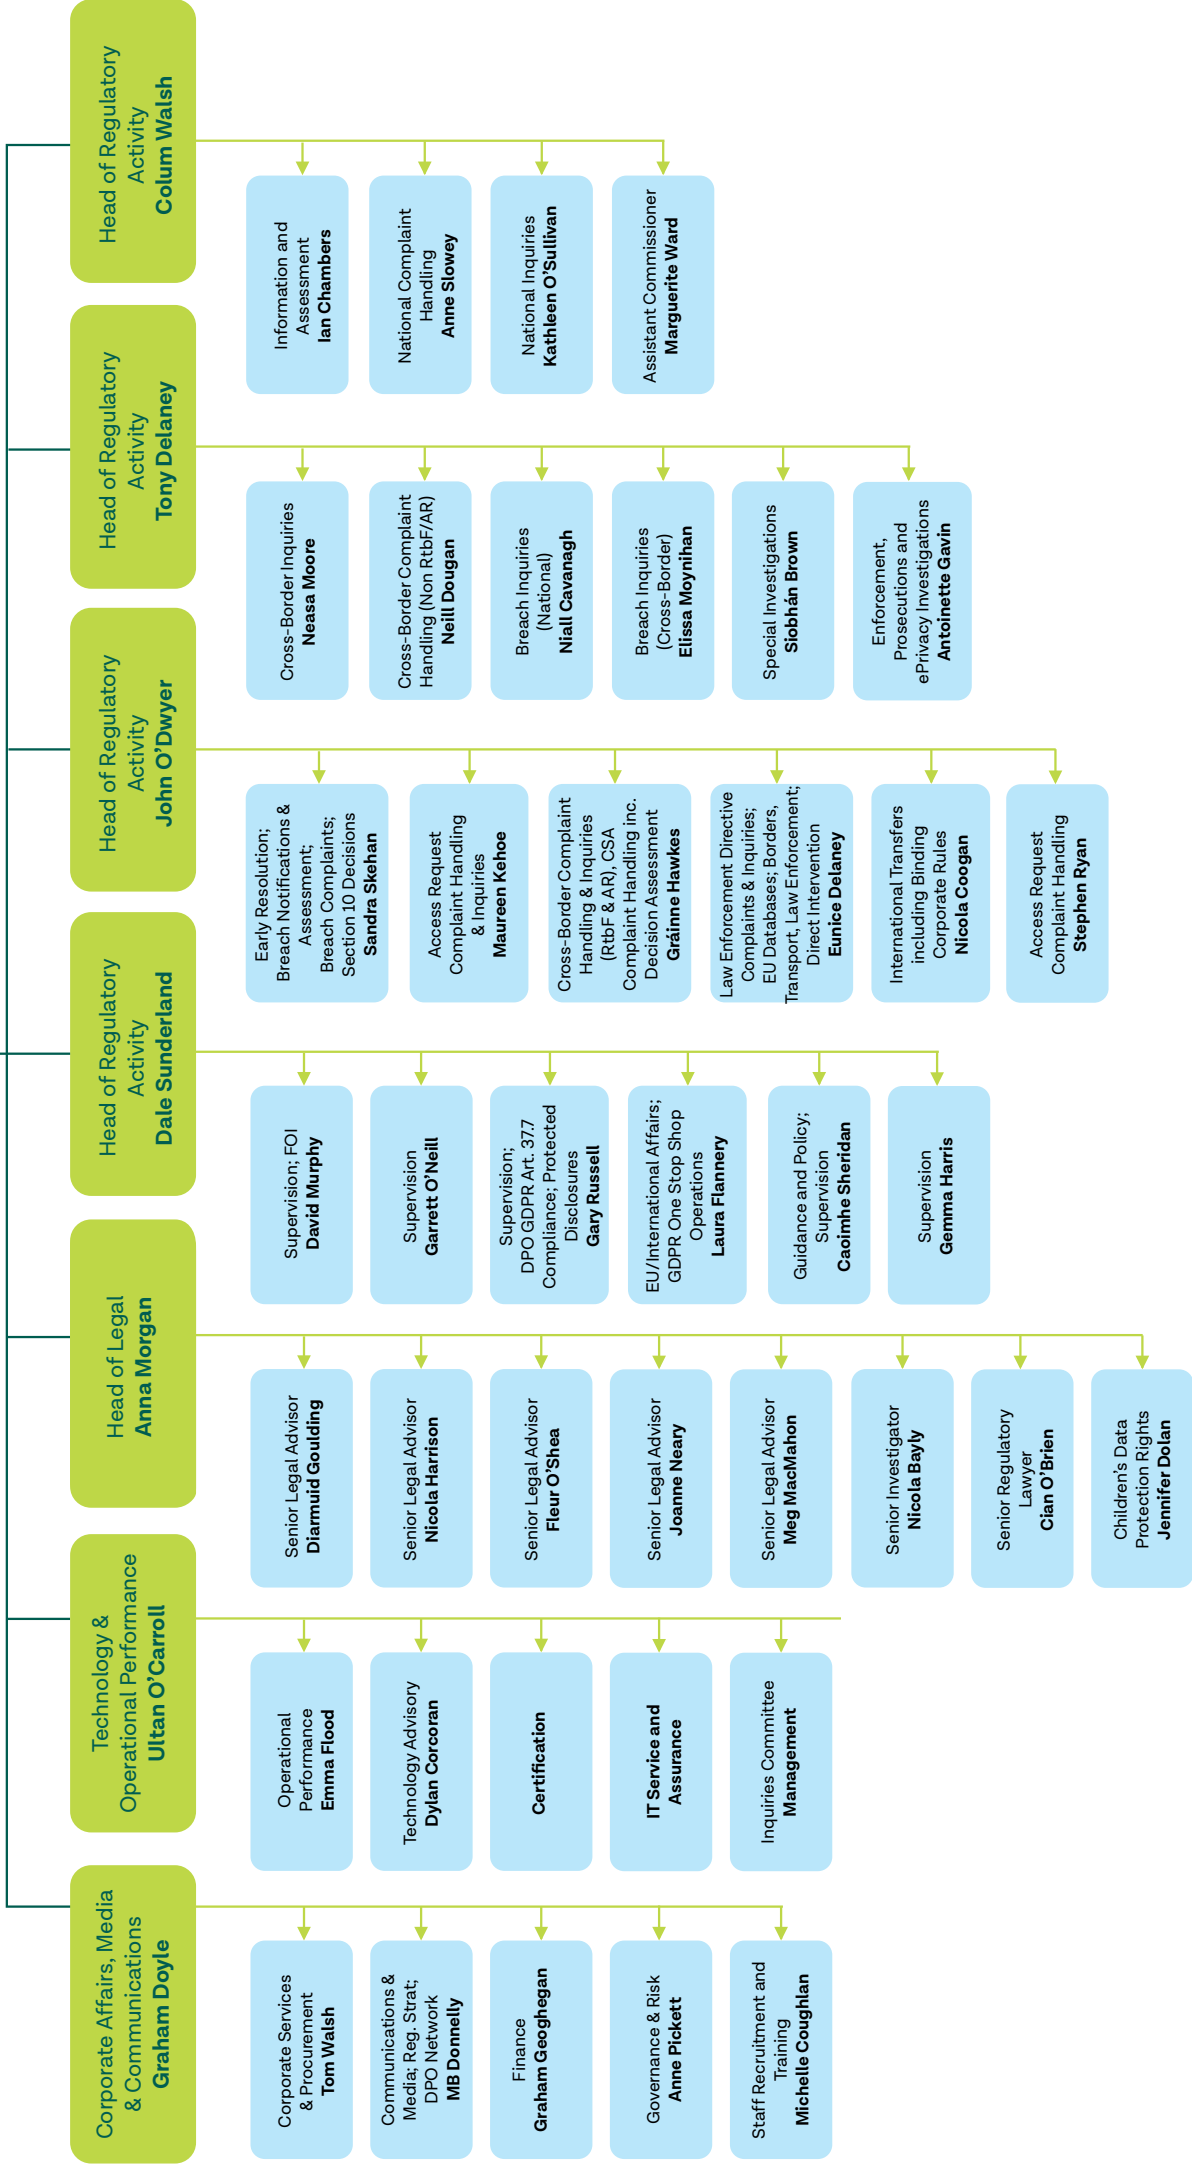 Corporate Affairs, Media
& Communications
Graham Doyle
Corporate Services
& Procurement
Tom Walsh
Communications &
Media; Reg. Strat;
DPO Network
MB Donnelly
Finance
Graham Geoghegan
Governance & Risk
Anne Pickett
Staff Recruitment and
Training
Michelle Coughlan
Technology &
Operational Performance
Ultan O’Carroll
Operational
Performance
Emma Flood
Technology Advisory
Dylan Corcoran
Certification
IT Service and
Assurance
Inquiries Committee
Management
Head of Legal
Anna Morgan
Senior Legal Advisor
Diarmuid Goulding
Senior Legal Advisor
Nicola Harrison
Senior Legal Advisor
Fleur O’Shea
Senior Legal Advisor
Joanne Neary
Senior Legal Advisor
Meg MacMahon
Senior Investigator
Nicola Bayly
Senior Regulatory
Lawyer
Cian O’Brien
Children’s Data
Protection Rights
Jennifer Dolan
Head of Regulatory
Activity
Dale Sunderland
Supervision; FOI
David Murphy
Supervision
Garrett O’Neill
Supervision;
DPO GDPR Art. 37.7
Compliance; Protected
Disclosures
Gary Russell
EU/International Affairs;
GDPR One Stop Shop
Operations
Laura Flannery
Guidance and Policy;
Supervision
Caoimhe Sheridan
Supervision
Gemma Harris
Head of Regulatory
Activity
John O’Dwyer
Early Resolution;
Breach Notifications &
Assessment;
Breach Complaints;
Section 10 Decisions
Sandra Skehan
Access Request
Complaint Handling
& Inquiries
Maureen Kehoe
Cross-Border Complaint
Handling & Inquiries
(RtbF & AR), CSA
Complaint Handling inc.
Decision Assessment
Gráinne Hawkes
Law Enforcement Directive
Complaints & Inquiries;
EU Databases; Borders,
Transport, Law Enforcement;
Direct Intervention
Eunice Delaney
International Transfers
including Binding
Corporate Rules
Nicola Coogan
Access Request
Complaint Handling
Stephen Ryan
Head of Regulatory
Activity
Tony Delaney
Cross-Border Inquiries
Neasa Moore
Cross-Border Complaint
Handling (Non RtbF/AR)
Neill Dougan
Breach Inquiries
(National)
Niall Cavanagh
Breach Inquiries
(Cross-Border)
Elissa Moynihan
Special Investigations
Siobhán Brown
Enforcement,
Prosecutions and
ePrivacy Investigations
Antoinette Gavin
Head of Regulatory
Activity
Colum Walsh
Information and
Assessment
Ian Chambers
National Complaint
Handling
Anne Slowey
National Inquiries
Kathleen O’Sullivan
Assistant Commissioner
Marguerite Ward